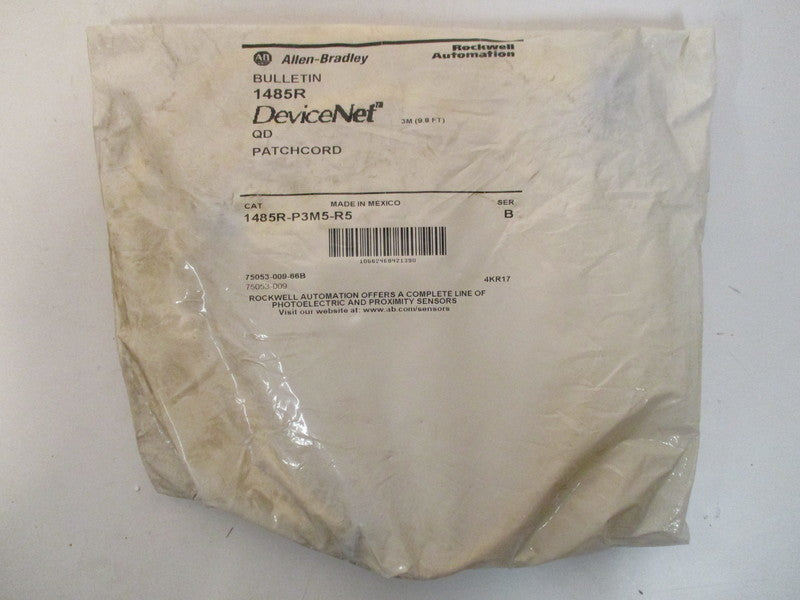 AB Allen-Bradley
Rockwell Automation
BULLETIN
1485R
DeviceNet™ 3M (9.8 FT)
QD
PATCHCORD
CAT MADE IN MEXICO SER
1485R-P3M5-R5 B
10662468421390
75053-009-66B 4KR17
75053-009
ROCKWELL AUTOMATION OFFERS A COMPLETE LINE OF
PHOTOELECTRIC AND PROXIMITY SENSORS
Visit our website at: www.ab.com/sensors